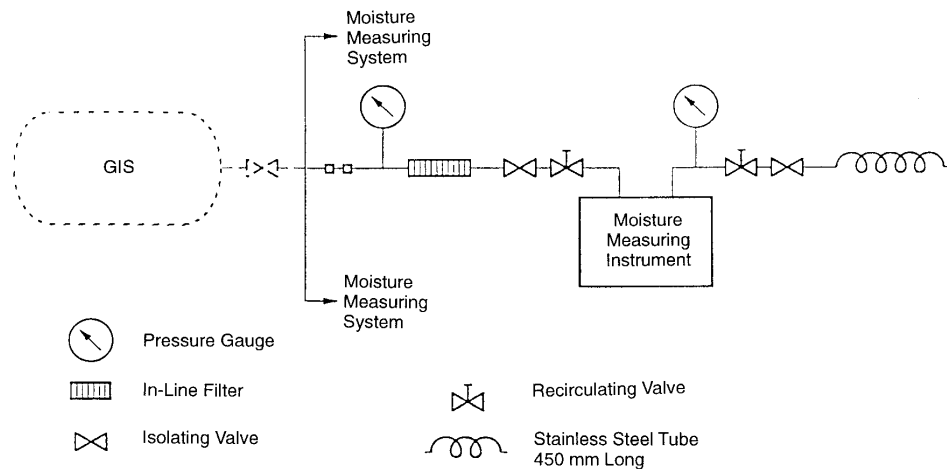 Moisture
Measuring
System
GIS
Moisture
Measuring
Instrument
Moisture
Measuring
System
Pressure Gauge
In-Line Filter
Isolating Valve
Recirculating Valve
Stainless Steel Tube
450 mm Long